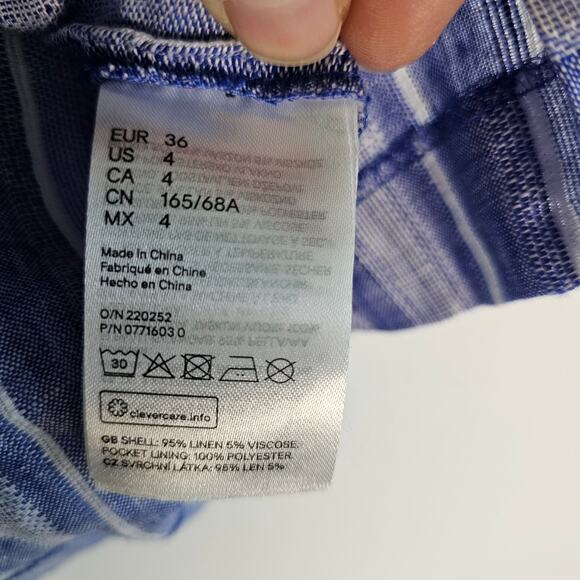 EUR 36
US 4
CA 4
CN 165/68A
MX 4
Made in China
Fabriqué en Chine
Hecho en China
O/N 220252
P/N 0771603 0
30
clevercare.info
GB SHELL: 95% LINEN 5% VISCOSE.
POCKET LINING: 100% POLYESTER.
CZ SVRCHNÍ LÁTKA: 95% LEN 5%